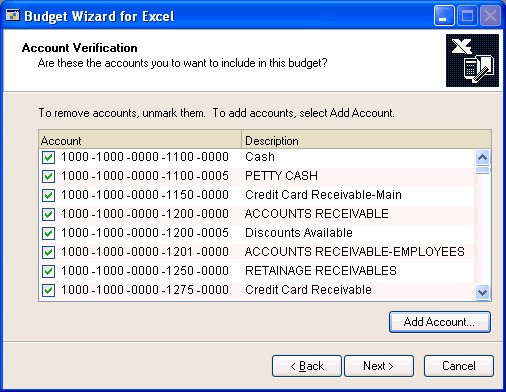 Budget Wizard for Excel
Account Verification
Are these the accounts you to want to include in this budget?
To remove accounts, unmark them. To add accounts, select Add Account.
Account Description
1000 -1000 -0000 -1100 -0000 Cash
1000 -1000 -0000 -1100 -0005 PETTY CASH
1000 -1000 -0000 -1150 -0000 Credit Card Receivable-Main
1000 -1000 -0000 -1200 -0000 ACCOUNTS RECEIVABLE
1000 -1000 -0000 -1200 -0005 Discounts Available
1000 -1000 -0000 -1201 -0000 ACCOUNTS RECEIVABLE-EMPLOYEES
1000 -1000 -0000 -1250 -0000 RETAINAGE RECEIVABLES
1000 -1000 -0000 -1275 -0000 Credit Card Receivable
Add Account...
< Back Next > Cancel